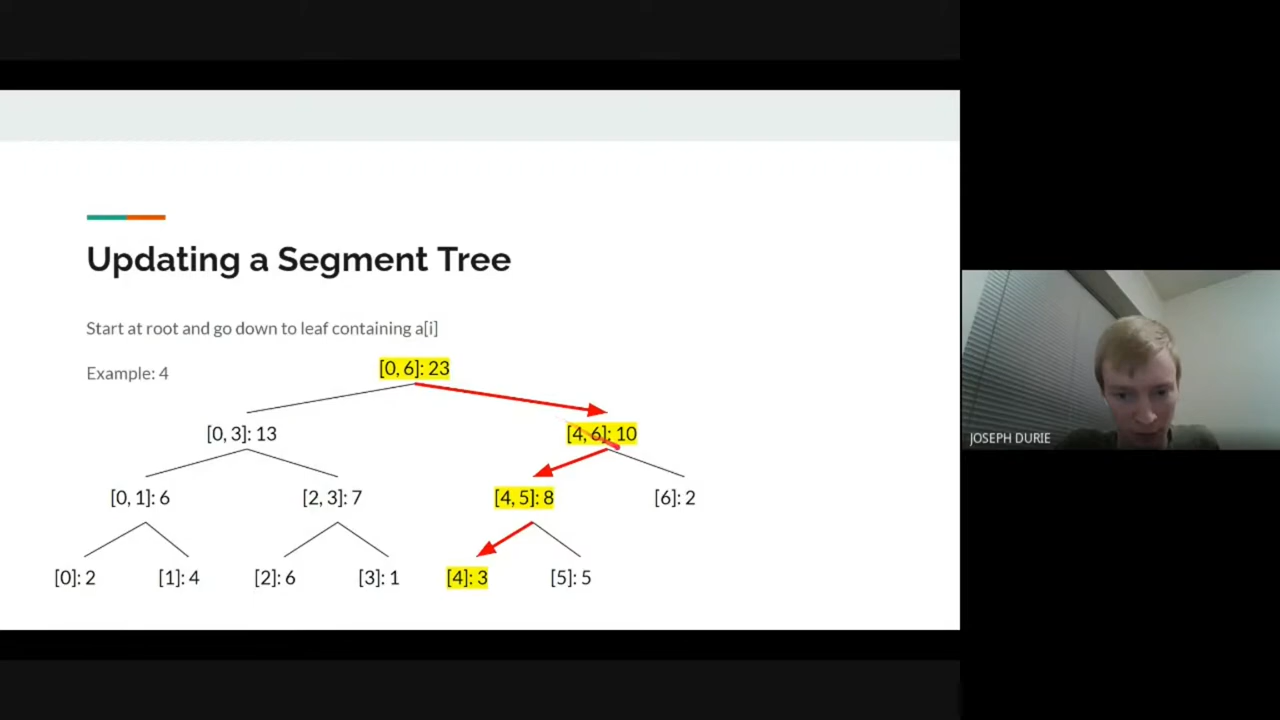 Updating a Segment Tree
Start at root and go down to leaf containing a[i]
Example: 4
[0, 6]: 23
[0, 3]: 13
[4, 6]: 10
[0, 1]: 6
[2, 3]: 7
[4, 5]: 8
[6]: 2
[0]: 2
[1]: 4
[2]: 6
[3]: 1
[4]: 3
[5]: 5
JOSEPH DURIE